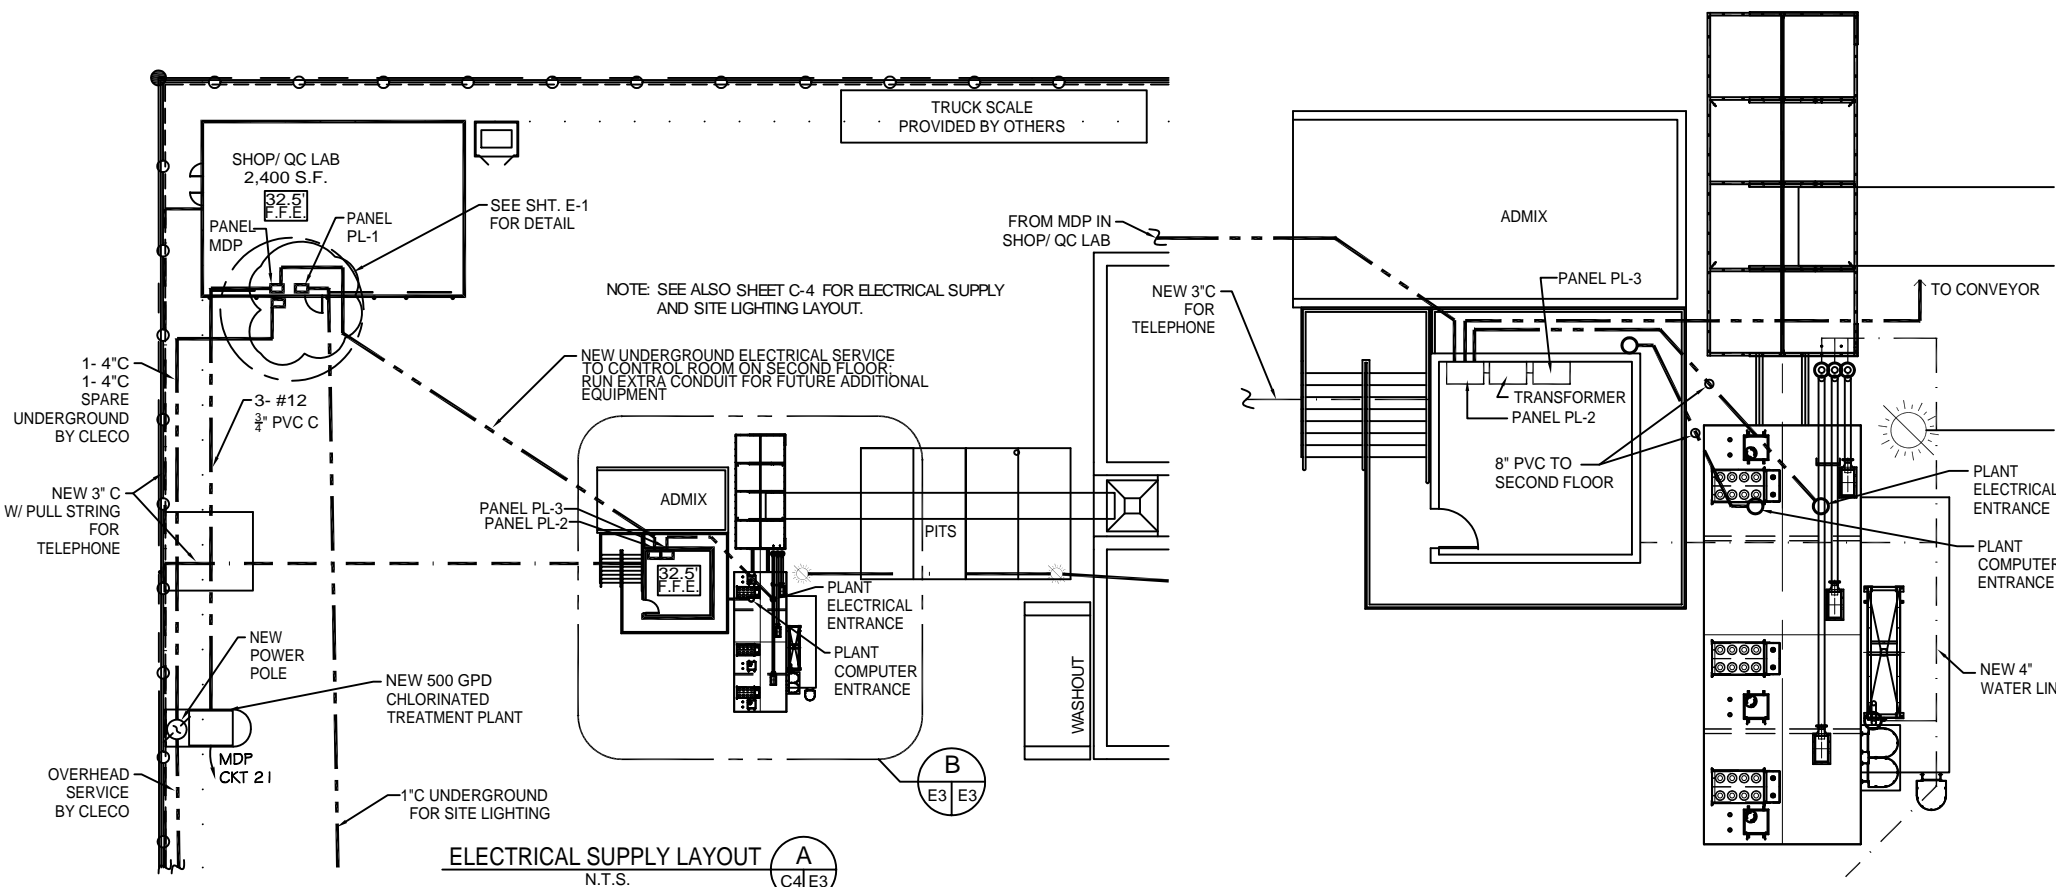 TRUCK SCALE
PROVIDED BY OTHERS
SHOP/ QC LAB
2,400 S.F.
32.5'
F.F.E.
PANEL
MDP
PANEL
PL-1
SEE SHT. E-1
FOR DETAIL
NOTE: SEE ALSO SHEET C-4 FOR ELECTRICAL SUPPLY
AND SITE LIGHTING LAYOUT.
1- 4"C
1- 4"C
SPARE
UNDERGROUND
BY CLECO
3- #12
3/4" PVC C
NEW UNDERGROUND ELECTRICAL SERVICE
TO CONTROL ROOM ON SECOND FLOOR;
RUN EXTRA CONDUIT FOR FUTURE ADDITIONAL
EQUIPMENT
NEW 3" C
W/ PULL STRING
FOR
TELEPHONE
ADMIX
PANEL PL-3
PANEL PL-2
32.5'
F.F.E.
PITS
PLANT
ELECTRICAL
ENTRANCE
PLANT
COMPUTER
ENTRANCE
WASHOUT
NEW
POWER
POLE
NEW 500 GPD
CHLORINATED
TREATMENT PLANT
MDP
CKT 21
OVERHEAD
SERVICE
BY CLECO
1"C UNDERGROUND
FOR SITE LIGHTING
B
E3 E3
ELECTRICAL SUPPLY LAYOUT
N.T.S.
A
C4 E3
FROM MDP IN
SHOP/ QC LAB
NEW 3"C
FOR
TELEPHONE
ADMIX
PANEL PL-3
TO CONVEYOR
TRANSFORMER
PANEL PL-2
8" PVC TO
SECOND FLOOR
PLANT
ELECTRICAL
ENTRANCE
PLANT
COMPUTER
ENTRANCE
NEW 4"
WATER LIN